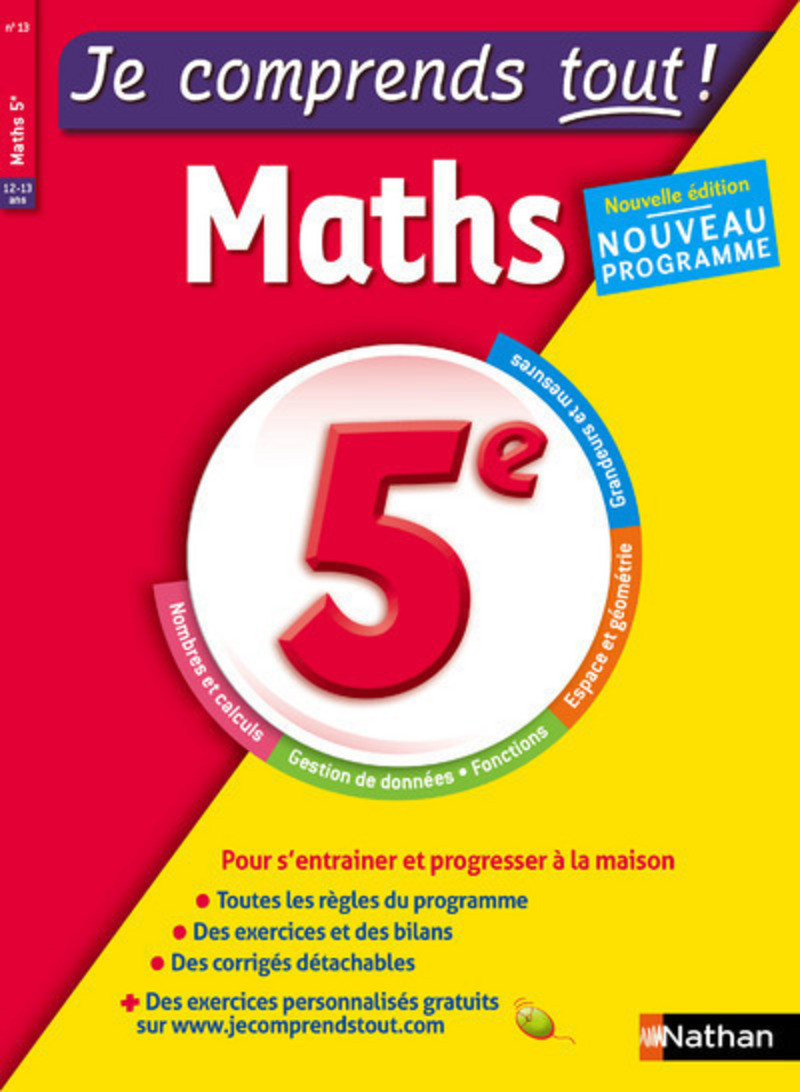 n° 13
Maths 5e
12-13
ans
Je comprends tout !
Maths
Nouvelle édition
NOUVEAU
PROGRAMME
5e
Grandeurs et mesures
Espace et géométrie
Nombres et calculs
Gestion de données • Fonctions
Pour s'entrainer et progresser à la maison
• Toutes les règles du programme
• Des exercices et des bilans
• Des corrigés détachables
+ Des exercices personnalisés gratuits
sur www.jecomprendstout.com
Nathan